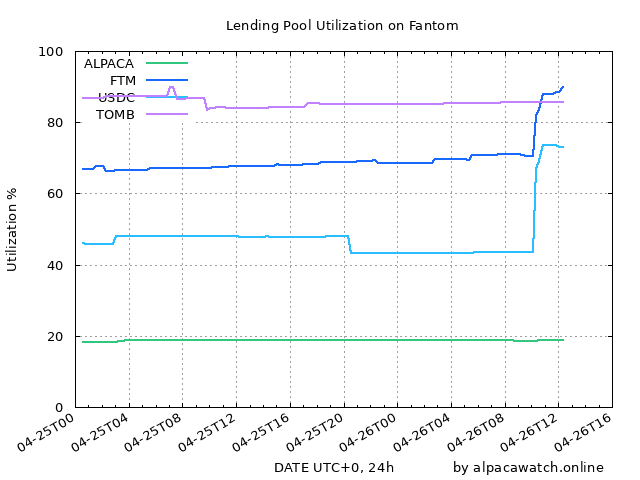 Lending Pool Utilization on Fantom
100
80
60
40
20
0
Utilization %
ALPACA
FTM
USDC
TOMB
04-25T00
04-25T04
04-25T08
04-25T12
04-25T16
04-25T20
04-26T00
04-26T04
04-26T08
04-26T12
04-26T16
DATE UTC+0, 24h
by alpacawatch.online